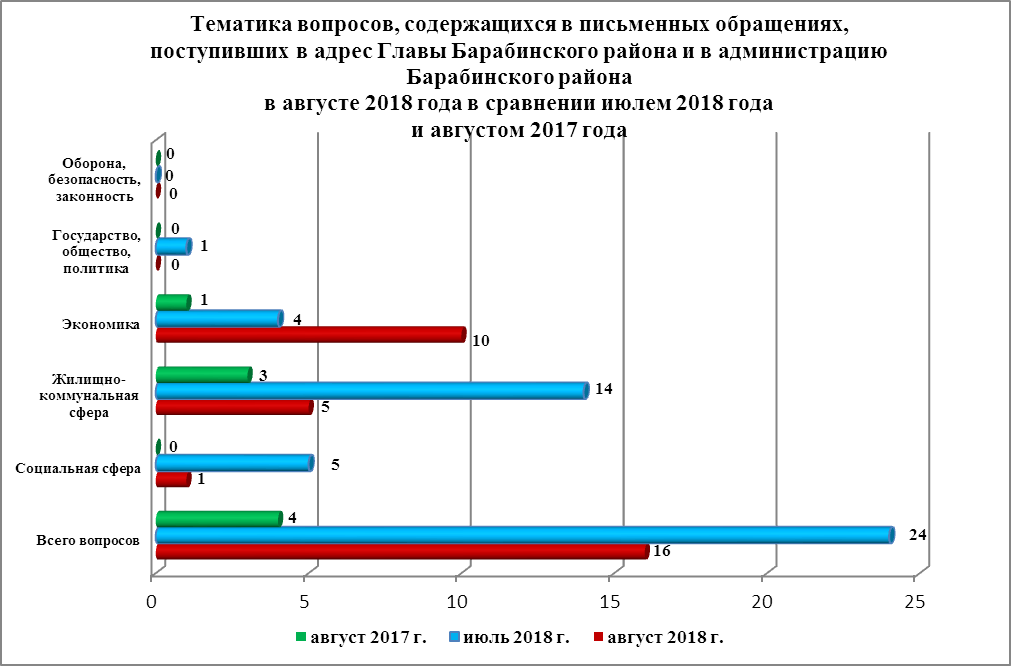 Тематика вопросов, содержащихся в письменных обращениях,
поступивших в адрес Главы Барабинского района и в администрацию
Барабинского района
в августе 2018 года в сравнении июлем 2018 года
и августом 2017 года
Оборона,
безопасность,
законность
0
0
0
Государство,
общество,
политика
0
1
0
Экономика
1
4
10
Жилищно-
коммунальная
сфера
3
14
5
Социальная сфера
0
5
1
Всего вопросов
4
24
16
0 5 10 15 20 25
август 2017 г. июль 2018 г. август 2018 г.